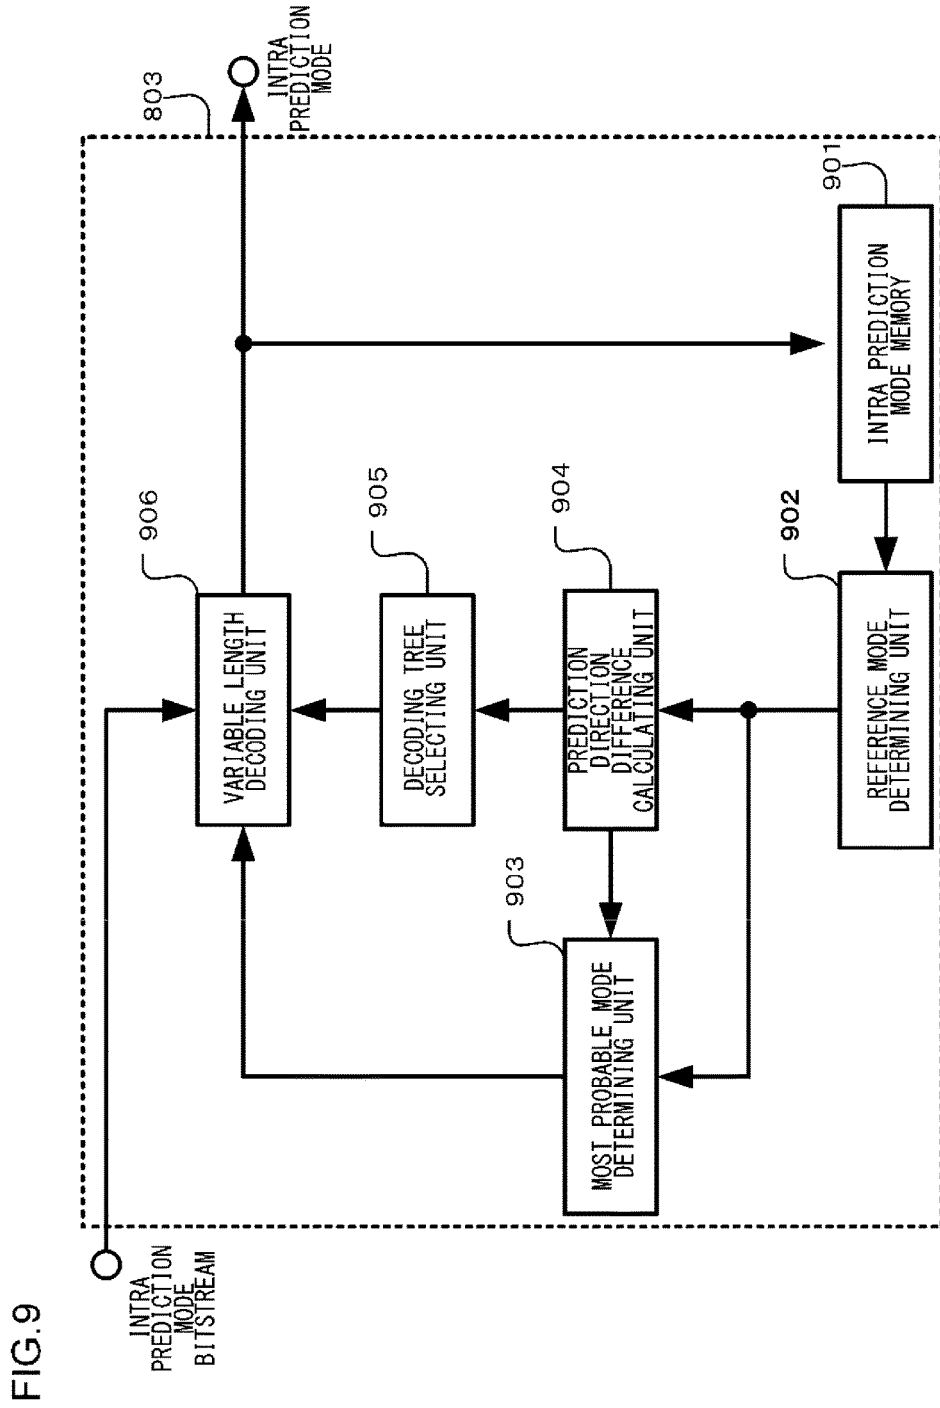 FIG.9
INTRA
PREDICTION
MODE
BITSTREAM
803
INTRA
PREDICTION
MODE
906
VARIABLE LENGTH
DECODING UNIT
905
DECODING TREE
SELECTING UNIT
903
MOST PROBABLE MODE
DETERMINING UNIT
904
PREDICTION
DIRECTION
DIFFERENCE
CALCULATING UNIT
902
REFERENCE MODE
DETERMINING UNIT
901
INTRA PREDICTION
MODE MEMORY